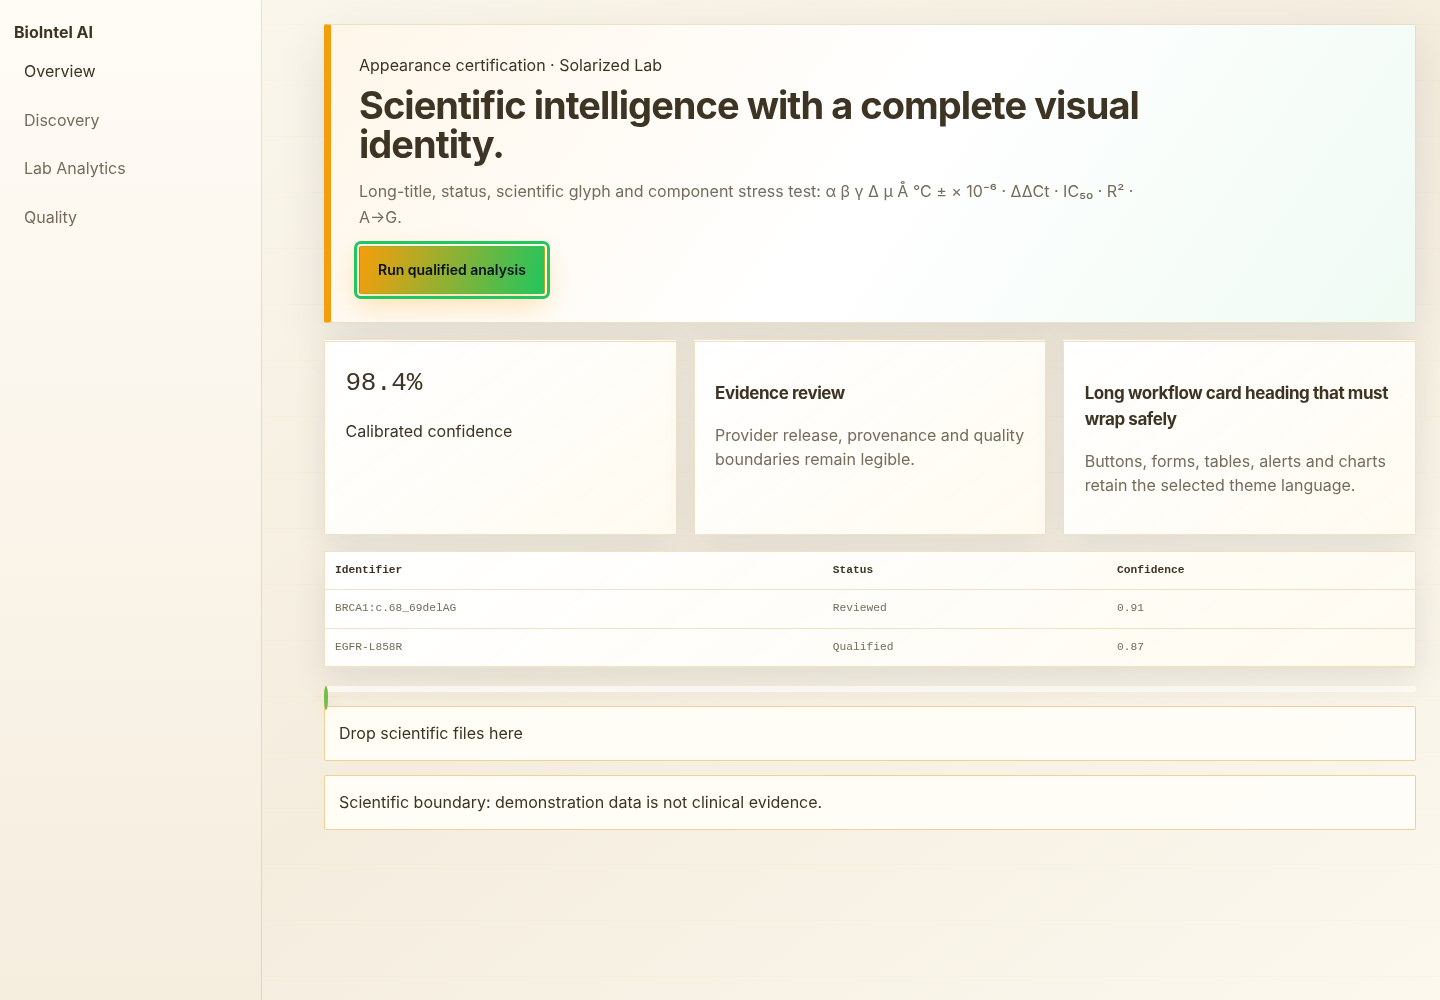 BioIntel AI
Overview
Discovery
Lab Analytics
Quality
Appearance certification · Solarized Lab
Scientific intelligence with a complete visual
identity.
Long-title, status, scientific glyph and component stress test: α β γ Δ μ Å °C ± × 10⁻⁶ · ΔΔCt · IC₅₀ · R² ·
A→G.
Run qualified analysis
98.4%
Calibrated confidence
Evidence review
Provider release, provenance and quality
boundaries remain legible.
Long workflow card heading that must
wrap safely
Buttons, forms, tables, alerts and charts
retain the selected theme language.
Identifier Status Confidence
BRCA1:c.68_69delAG Reviewed 0.91
EGFR-L858R Qualified 0.87
Drop scientific files here
Scientific boundary: demonstration data is not clinical evidence.